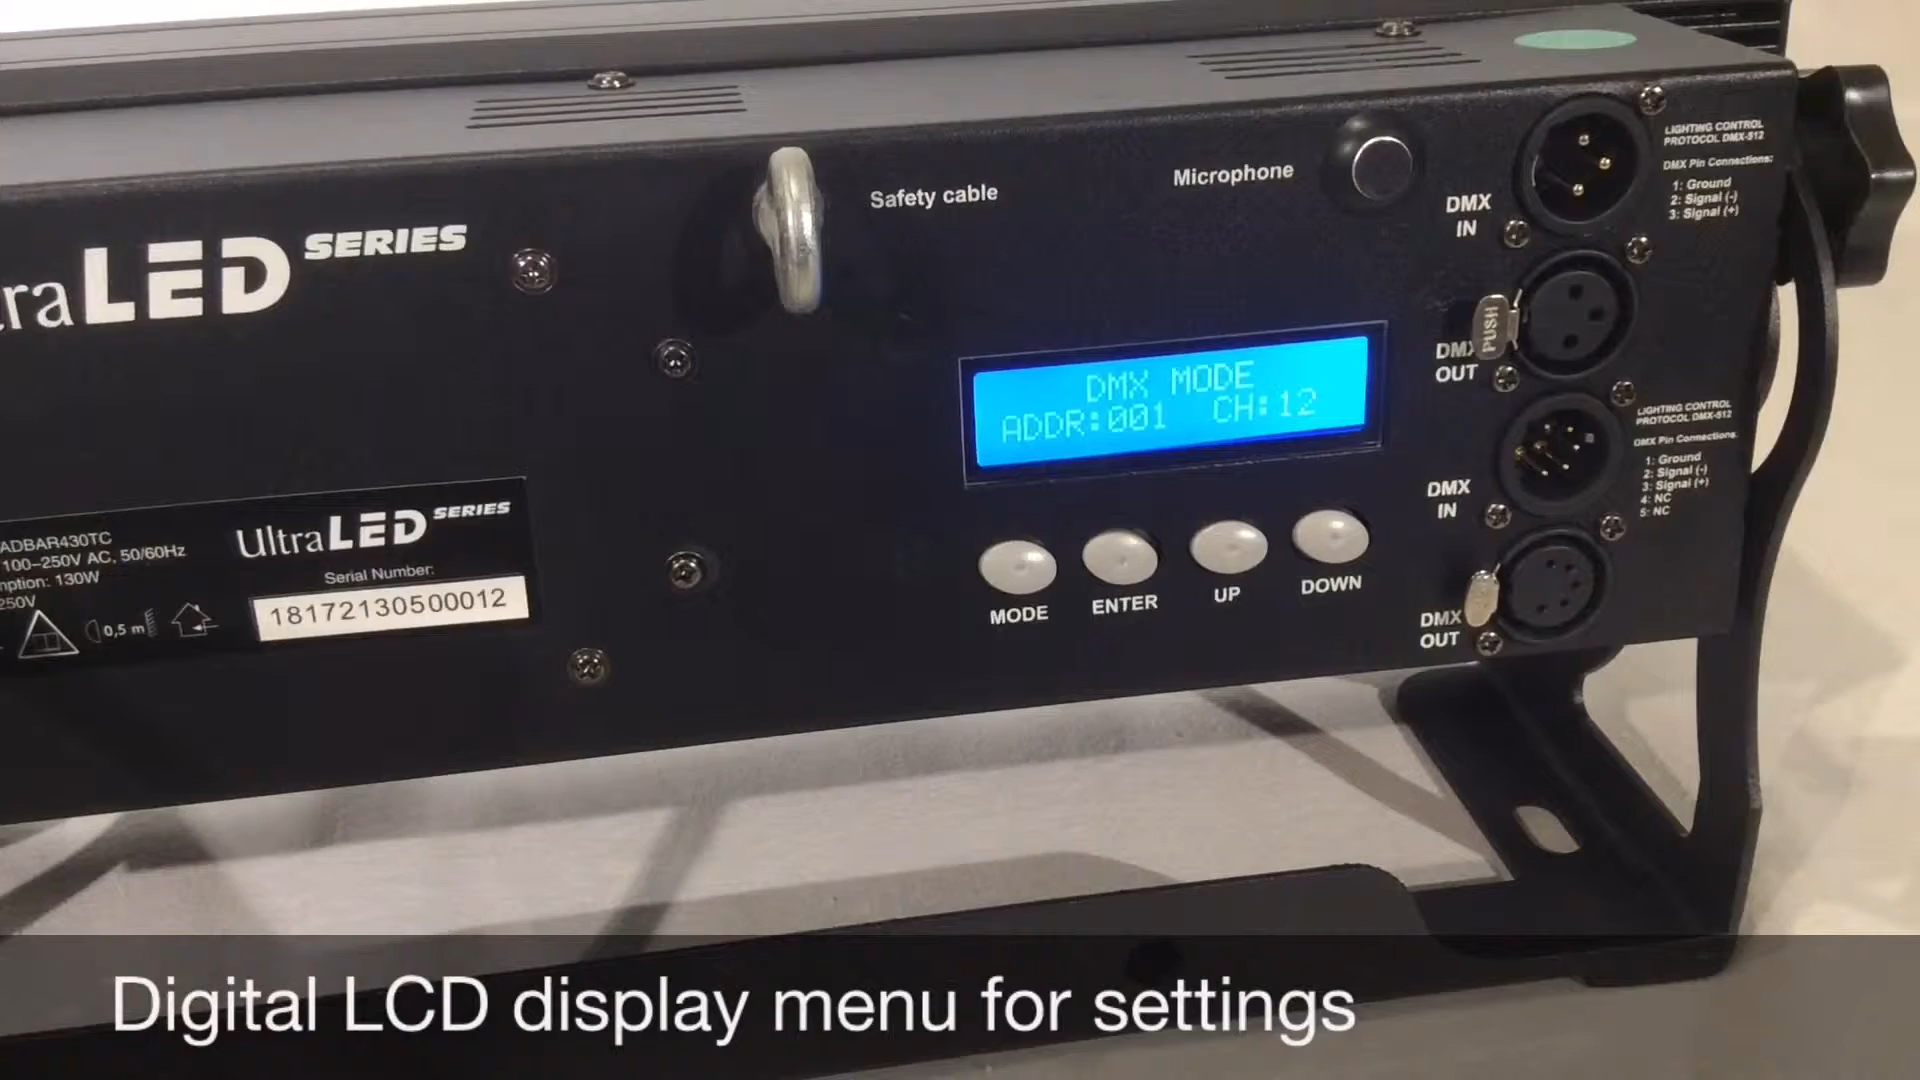 LIGHTING CONTROL
PROTOCOL DMX-512
DMX Pin Connections:
1: Ground
2: Signal (-)
3: Signal (+)
Safety cable
Microphone
DMX
IN
raLED SERIES
PUSH
DMX
OUT
DMX MODE
ADDR:001 CH:12
LIGHTING CONTROL
PROTOCOL DMX-512
DMX Pin Connections:
1: Ground
2: Signal (-)
3: Signal (+)
4: NC
5: NC
DMX
IN
MODE
ENTER
UP
DOWN
DMX
OUT
ADBAR430TC
100–250V AC, 50/60Hz
mption: 130W
250V
0,5 m
UltraLED SERIES
Serial Number:
18172130500012
Digital LCD display menu for settings